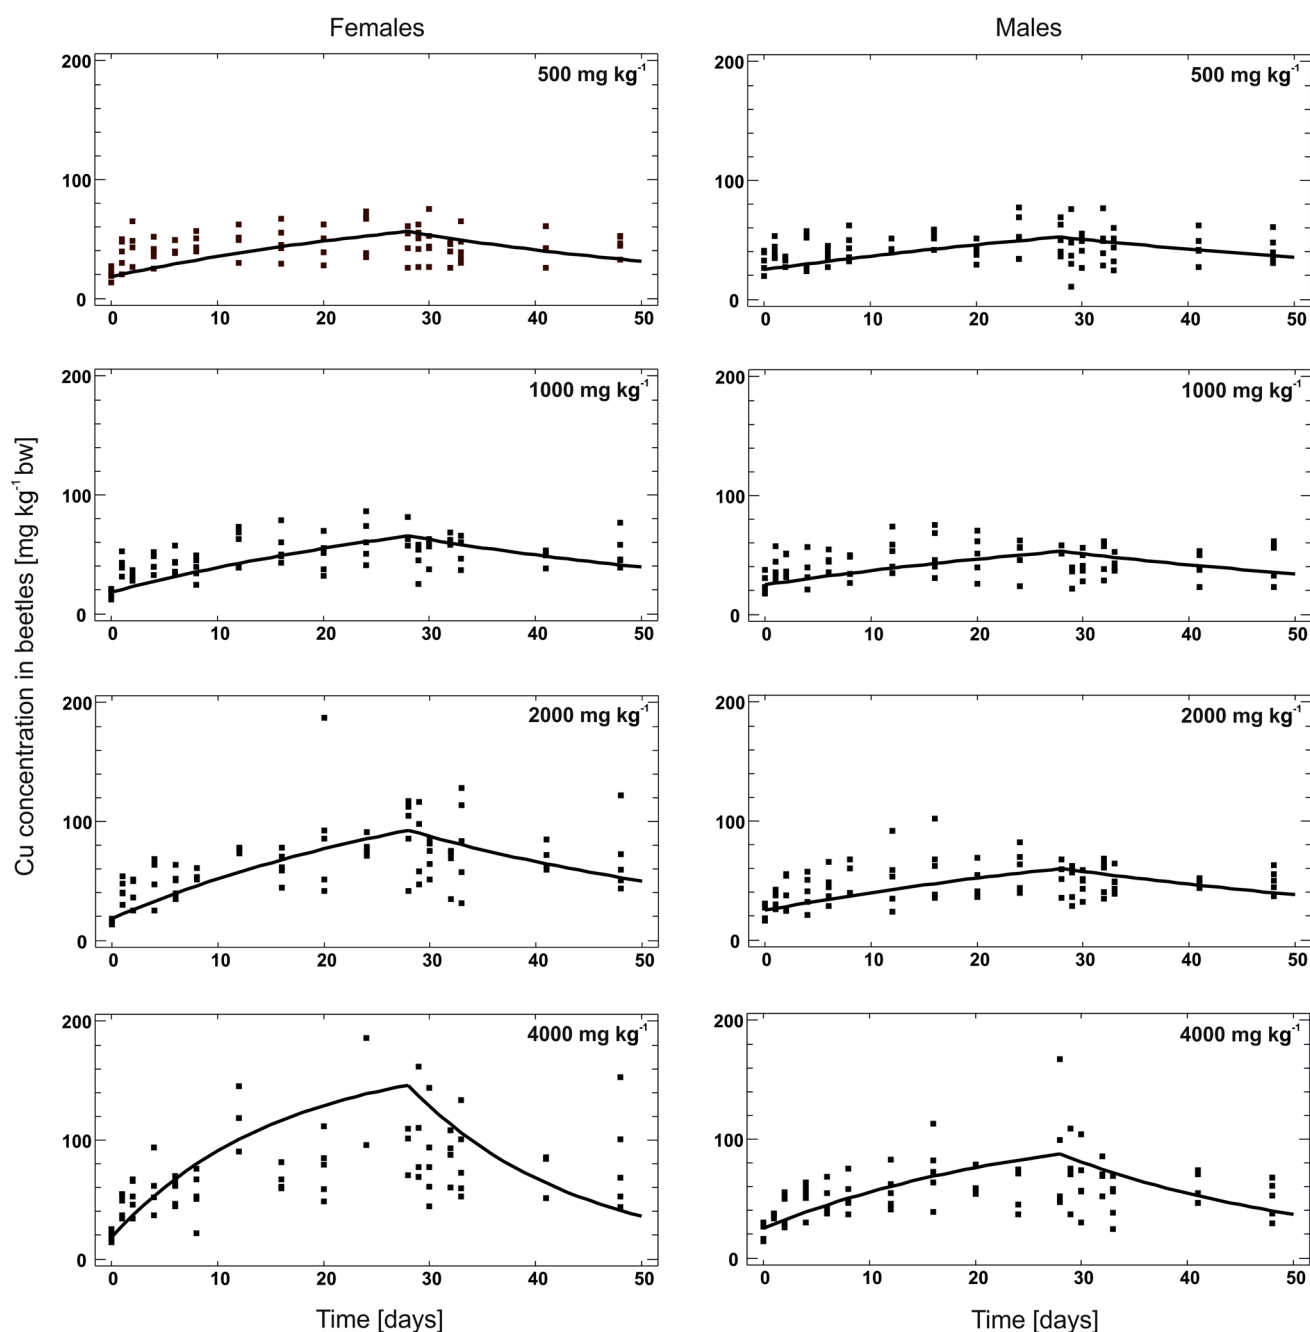 Females Males
200 500 mg kg-1 200 500 mg kg-1
100 100
0 0
0 10 20 30 40 50 0 10 20 30 40 50
200 1000 mg kg-1 200 1000 mg kg-1
100 100
0 0
0 10 20 30 40 50 0 10 20 30 40 50
Cu concentration in beetles [mg kg-1 bw]
200 2000 mg kg-1 200 2000 mg kg-1
100 100
0 0
0 10 20 30 40 50 0 10 20 30 40 50
200 4000 mg kg-1 200 4000 mg kg-1
100 100
0 0
0 10 20 30 40 50 0 10 20 30 40 50
Time [days] Time [days]